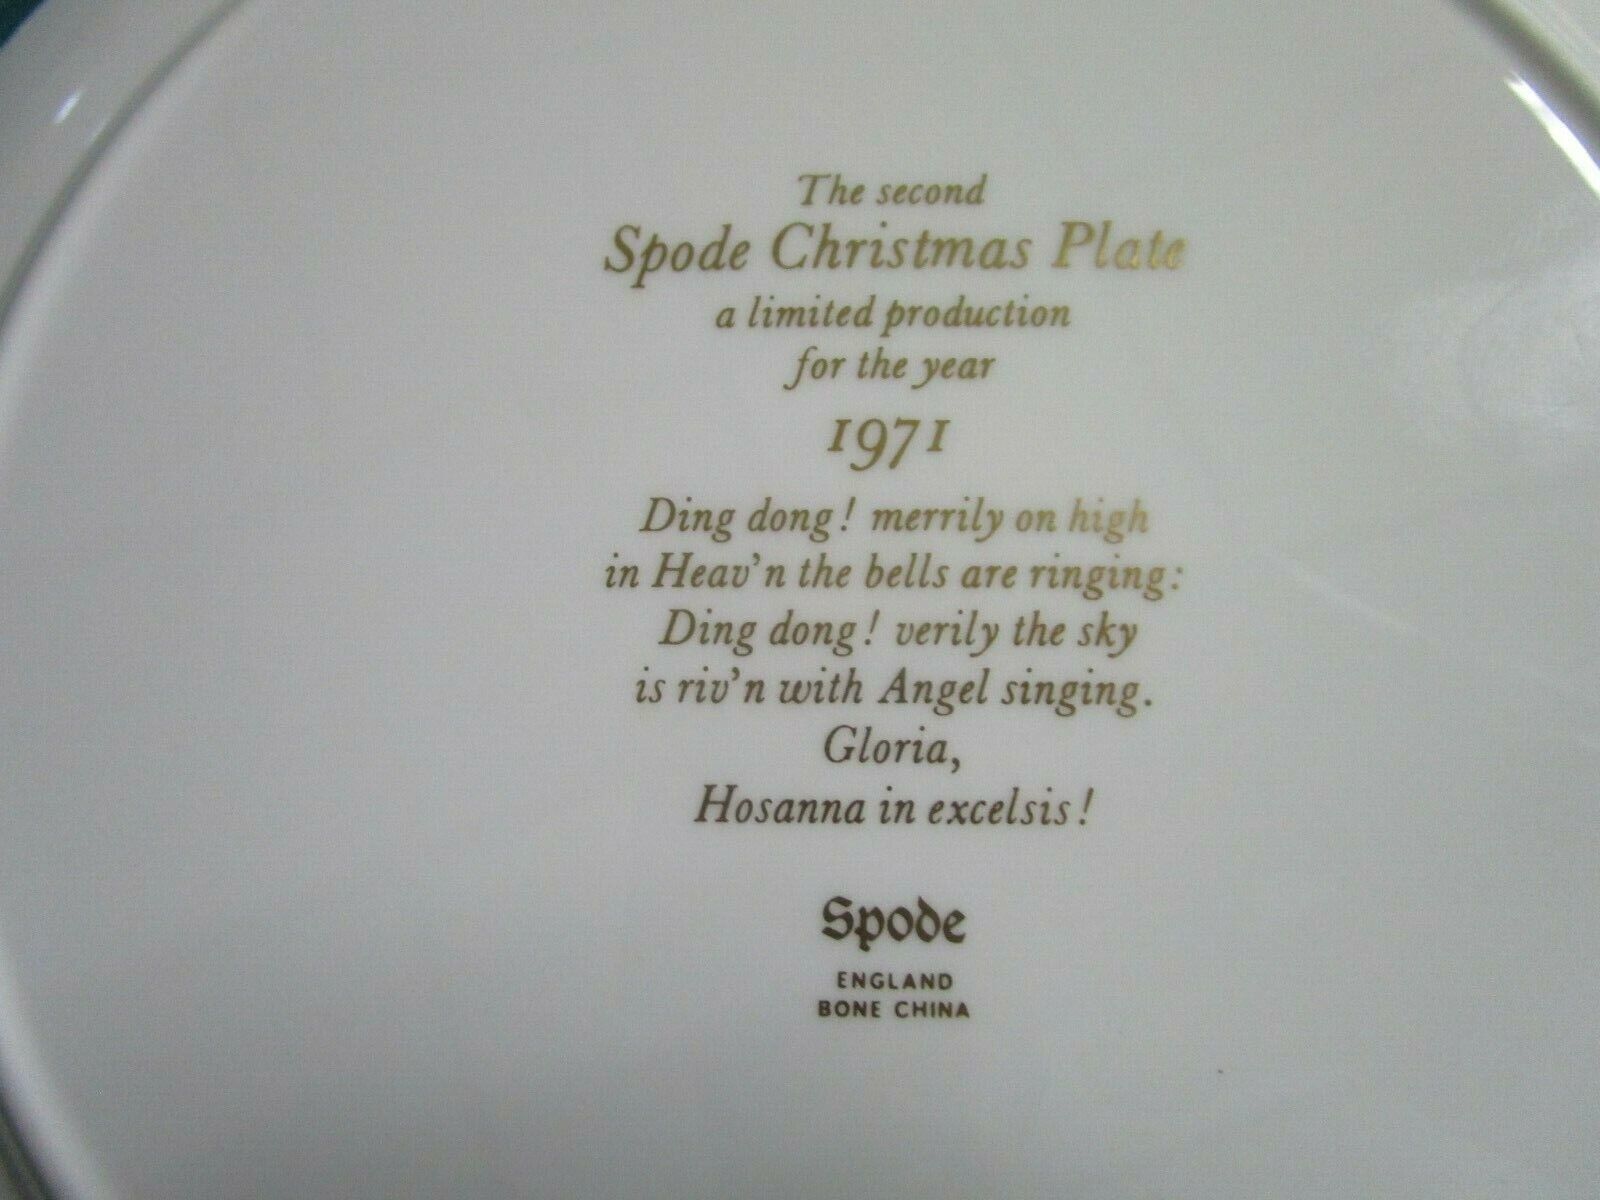 The second
Spode Christmas Plate
a limited production
for the year
1971
Ding dong! merrily on high
in Heav'n the bells are ringing:
Ding dong! verily the sky
is riv'n with Angel singing.
Gloria,
Hosanna in excelsis!
Spode
ENGLAND
BONE CHINA